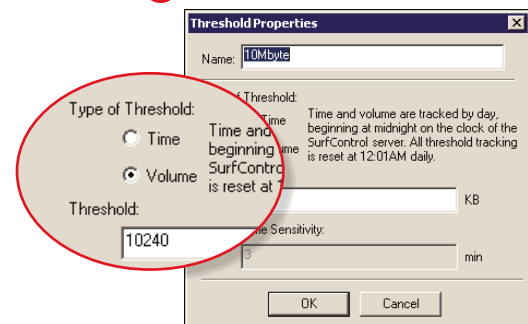 Threshold Properties
Name: 10Mbyte
Threshold:
Time
Time and volume are tracked by day,
beginning at midnight on the clock of the
SurfControl server. All threshold tracking
is reset at 12:01AM daily.
KB
Sensitivity:
3 min
OK Cancel
Type of Threshold:
Time
Volume
Time and
beginning
SurfContro
is reset at
Threshold:
10240